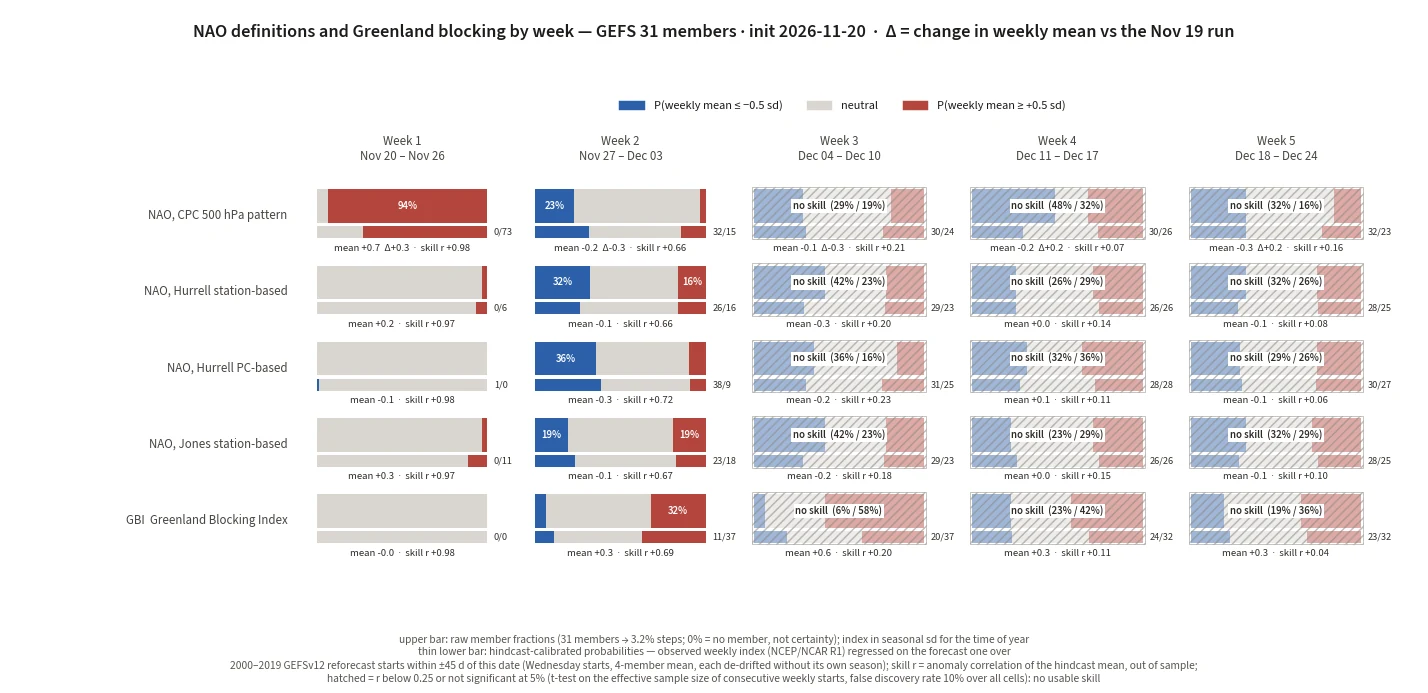 NAO definitions and Greenland blocking by week — GEFS 31 members · init 2026-11-20 · Δ = change in weekly mean vs the Nov 19 run
P(weekly mean ≤ −0.5 sd) neutral P(weekly mean ≥ +0.5 sd)
Week 1 Week 2 Week 3 Week 4 Week 5
Nov 20 – Nov 26 Nov 27 – Dec 03 Dec 04 – Dec 10 Dec 11 – Dec 17 Dec 18 – Dec 24
NAO, CPC 500 hPa pattern 94% 23% no skill (29% / 19%) no skill (48% / 32%) no skill (32% / 16%)
0/73 32/15 30/24 30/26 32/23
mean +0.7 Δ+0.3 · skill r +0.98 mean -0.2 Δ-0.3 · skill r +0.66 mean -0.1 Δ-0.3 · skill r +0.21 mean -0.2 Δ+0.2 · skill r +0.07 mean -0.3 Δ+0.2 · skill r +0.16
NAO, Hurrell station-based 32% 16% no skill (42% / 23%) no skill (26% / 29%) no skill (32% / 26%)
0/6 26/16 29/23 26/26 28/25
mean +0.2 · skill r +0.97 mean -0.1 · skill r +0.66 mean -0.3 · skill r +0.20 mean +0.0 · skill r +0.14 mean -0.1 · skill r +0.08
NAO, Hurrell PC-based 36% no skill (36% / 16%) no skill (32% / 36%) no skill (29% / 26%)
1/0 38/9 31/25 28/28 30/27
mean -0.1 · skill r +0.98 mean -0.3 · skill r +0.72 mean -0.2 · skill r +0.23 mean +0.1 · skill r +0.11 mean -0.1 · skill r +0.06
NAO, Jones station-based 19% 19% no skill (42% / 23%) no skill (23% / 29%) no skill (32% / 29%)
0/11 23/18 29/23 26/26 28/25
mean +0.3 · skill r +0.97 mean -0.1 · skill r +0.67 mean -0.2 · skill r +0.18 mean +0.0 · skill r +0.15 mean -0.1 · skill r +0.10
GBI Greenland Blocking Index 32% no skill (6% / 58%) no skill (23% / 42%) no skill (19% / 36%)
0/0 11/37 20/37 24/32 23/32
mean -0.0 · skill r +0.98 mean +0.3 · skill r +0.69 mean +0.6 · skill r +0.20 mean +0.3 · skill r +0.11 mean +0.3 · skill r +0.04
upper bar: raw member fractions (31 members → 3.2% steps; 0% = no member, not certainty); index in seasonal sd for the time of year
thin lower bar: hindcast-calibrated probabilities — observed weekly index (NCEP/NCAR R1) regressed on the forecast one over
2000–2019 GEFSv12 reforecast starts within ±45 d of this date (Wednesday starts, 4-member mean, each de-drifted without its own season); skill r = anomaly correlation of the hindcast mean, out of sample;
hatched = r below 0.25 or not significant at 5% (t-test on the effective sample size of consecutive weekly starts, false discovery rate 10% over all cells): no usable skill